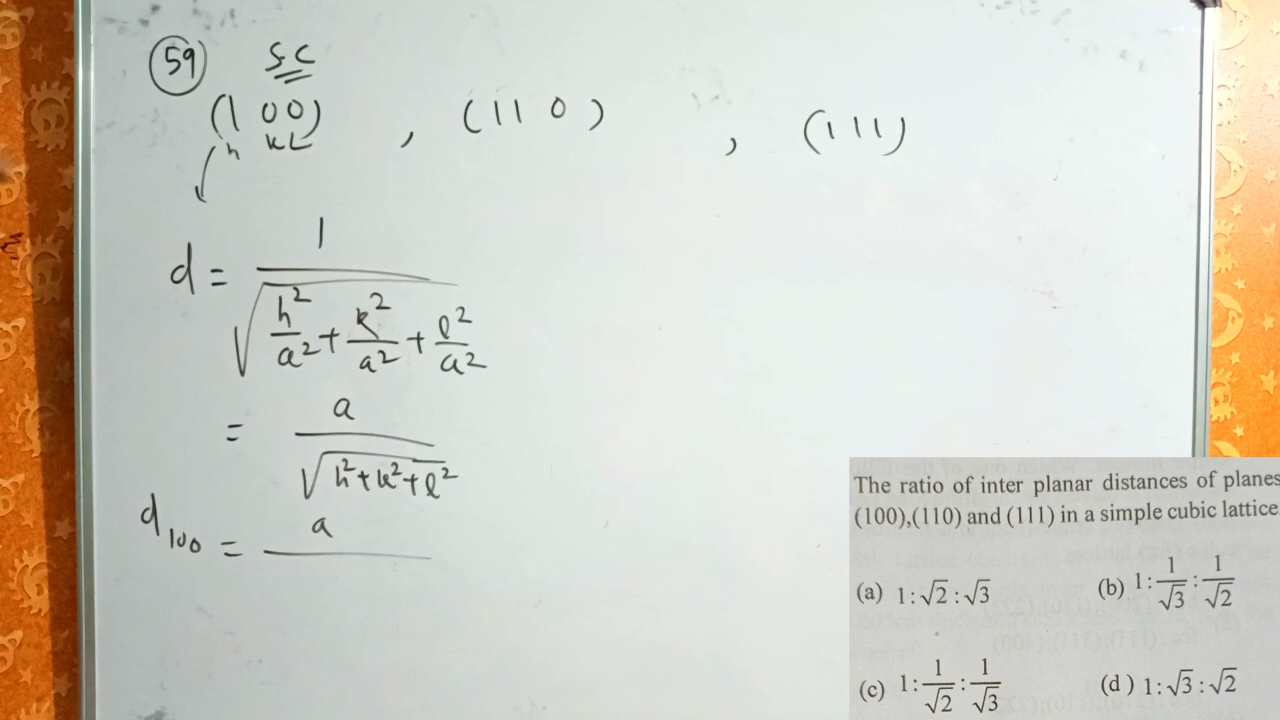 59 SC
(1 0 0) , (1 1 0) , (1 1 1)
h K L
d = 1 / √(h²/a² + k²/a² + l²/a²)
= a / √(h² + k² + l²)
d₁₀₀ = a /
The ratio of inter planar distances of planes
(100),(110) and (111) in a simple cubic lattice
(a) 1:√2:√3 (b) 1:1/√3:1/√2
(c) 1:1/√2:1/√3 (d) 1:√3:√2